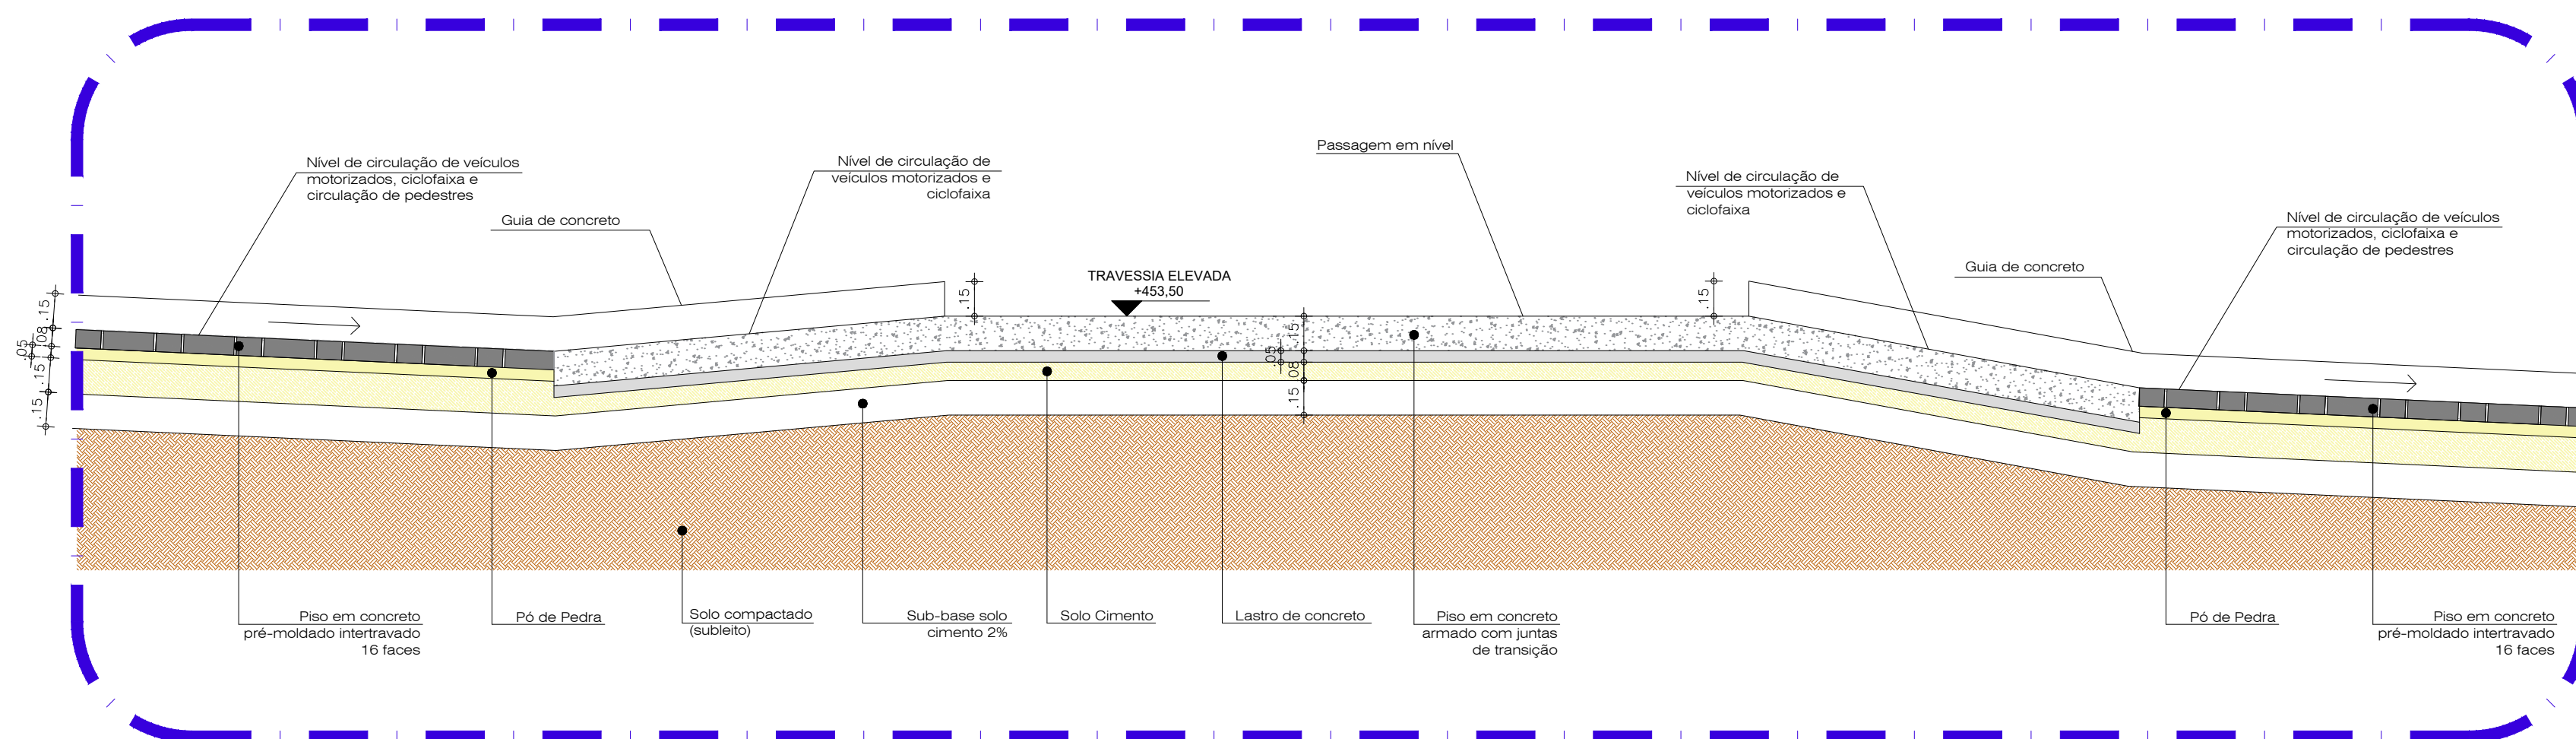 Passagem em nível
Nível de circulação de veículos
motorizados, ciclofaixa e
circulação de pedestres
Nível de circulação de
veículos motorizados e
ciclofaixa
Nível de circulação de
veículos motorizados e
ciclofaixa
Guia de concreto
Nível de circulação de veículos
motorizados, ciclofaixa e
circulação de pedestres
Guia de concreto
TRAVESSIA ELEVADA
+453,50
.15
.15
.15
.08
.05
.15
.15
.15
.05
.08
.15
Piso em concreto
pré-moldado intertravado
16 faces
Pó de Pedra
Solo compactado
(subleito)
Sub-base solo
cimento 2%
Solo Cimento
Lastro de concreto
Piso em concreto
armado com juntas
de transição
Pó de Pedra
Piso em concreto
pré-moldado intertravado
16 faces